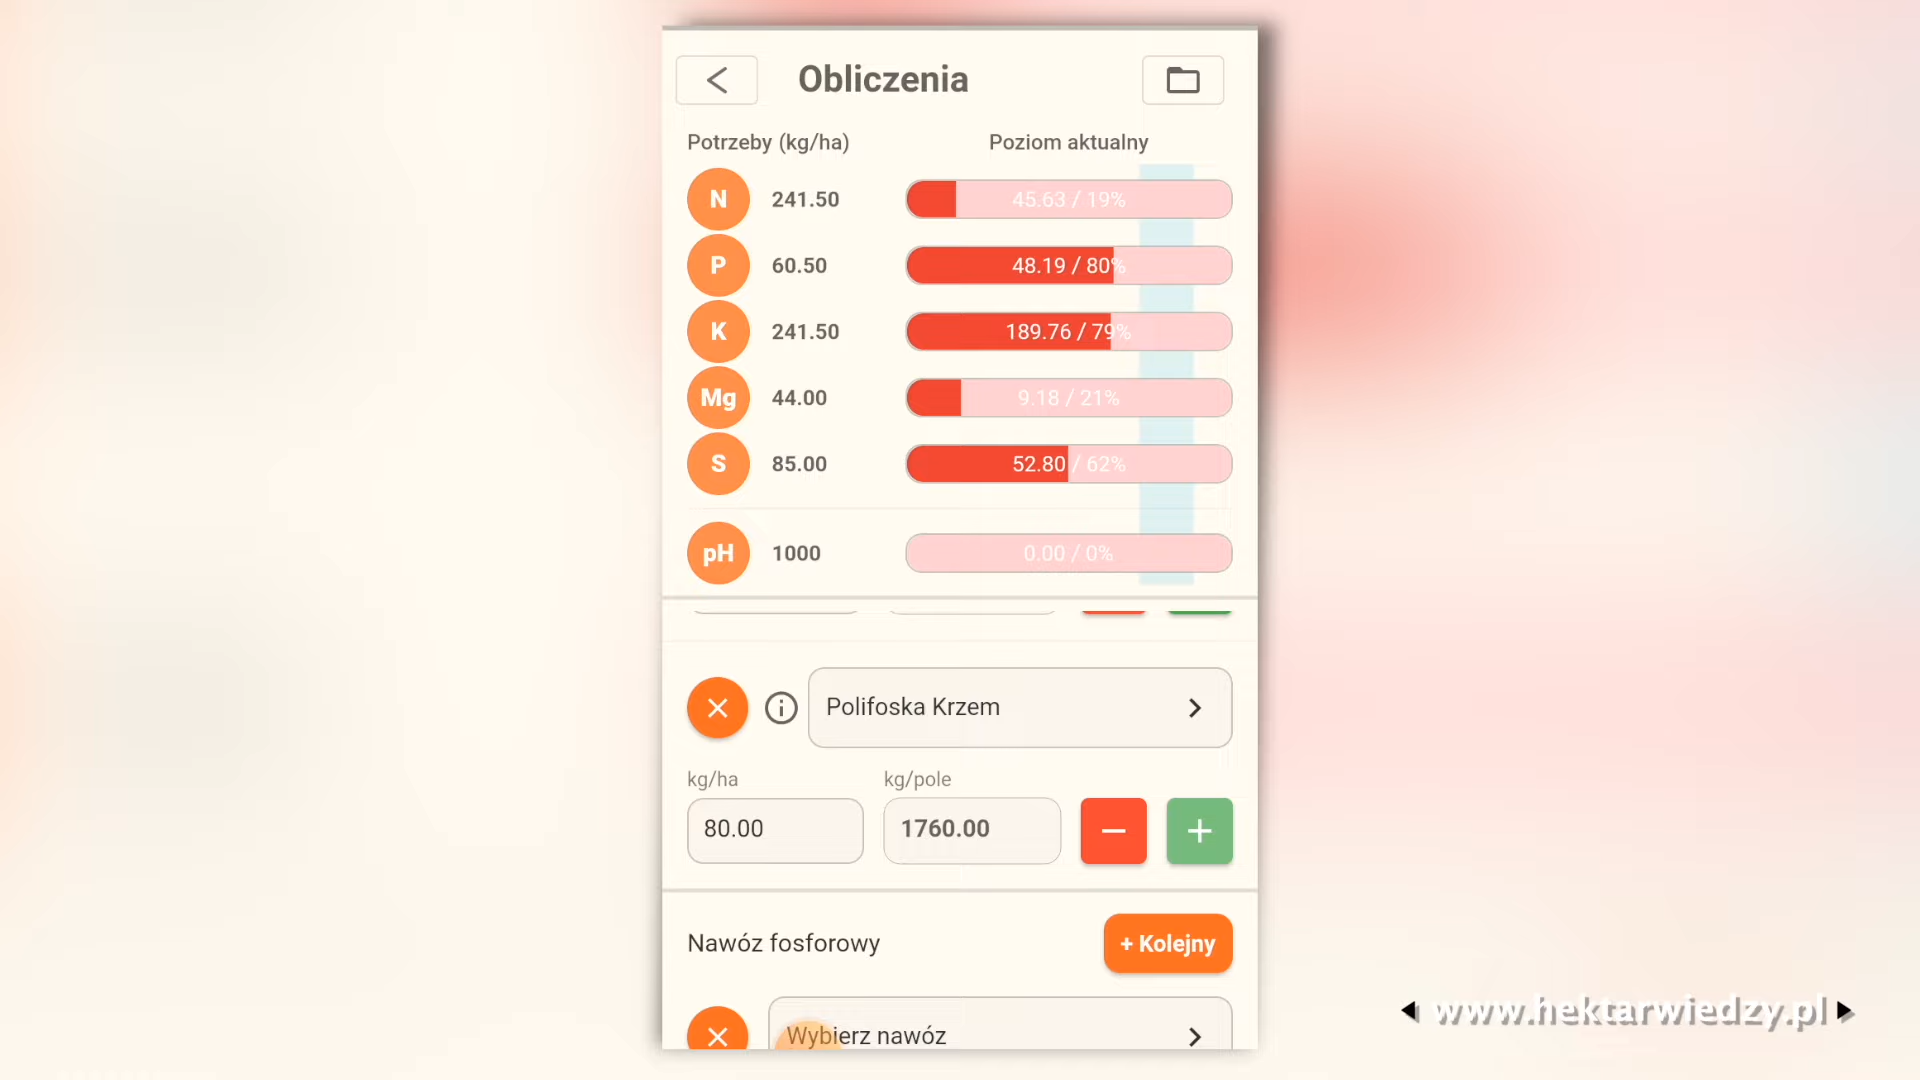 Obliczenia
Potrzeby (kg/ha) Poziom aktualny
N 241.50 45.63 / 19%
P 60.50 48.19 / 80%
K 241.50 189.76 / 79%
Mg 44.00 9.18 / 21%
S 85.00 52.80 / 62%
pH 1000 0.00 / 0%
Polifoska Krzem
kg/ha kg/pole
80.00 1760.00
Nawóz fosforowy + Kolejny
Wybierz nawóz
www.hektarwiedzy.pl